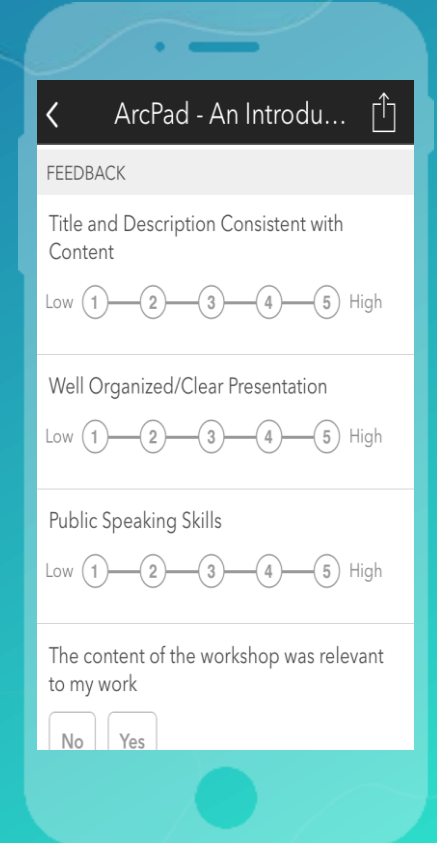 ArcPad - An Introdu...
FEEDBACK
Title and Description Consistent with
Content
Low 1 2 3 4 5 High
Well Organized/Clear Presentation
Low 1 2 3 4 5 High
Public Speaking Skills
Low 1 2 3 4 5 High
The content of the workshop was relevant
to my work
No Yes